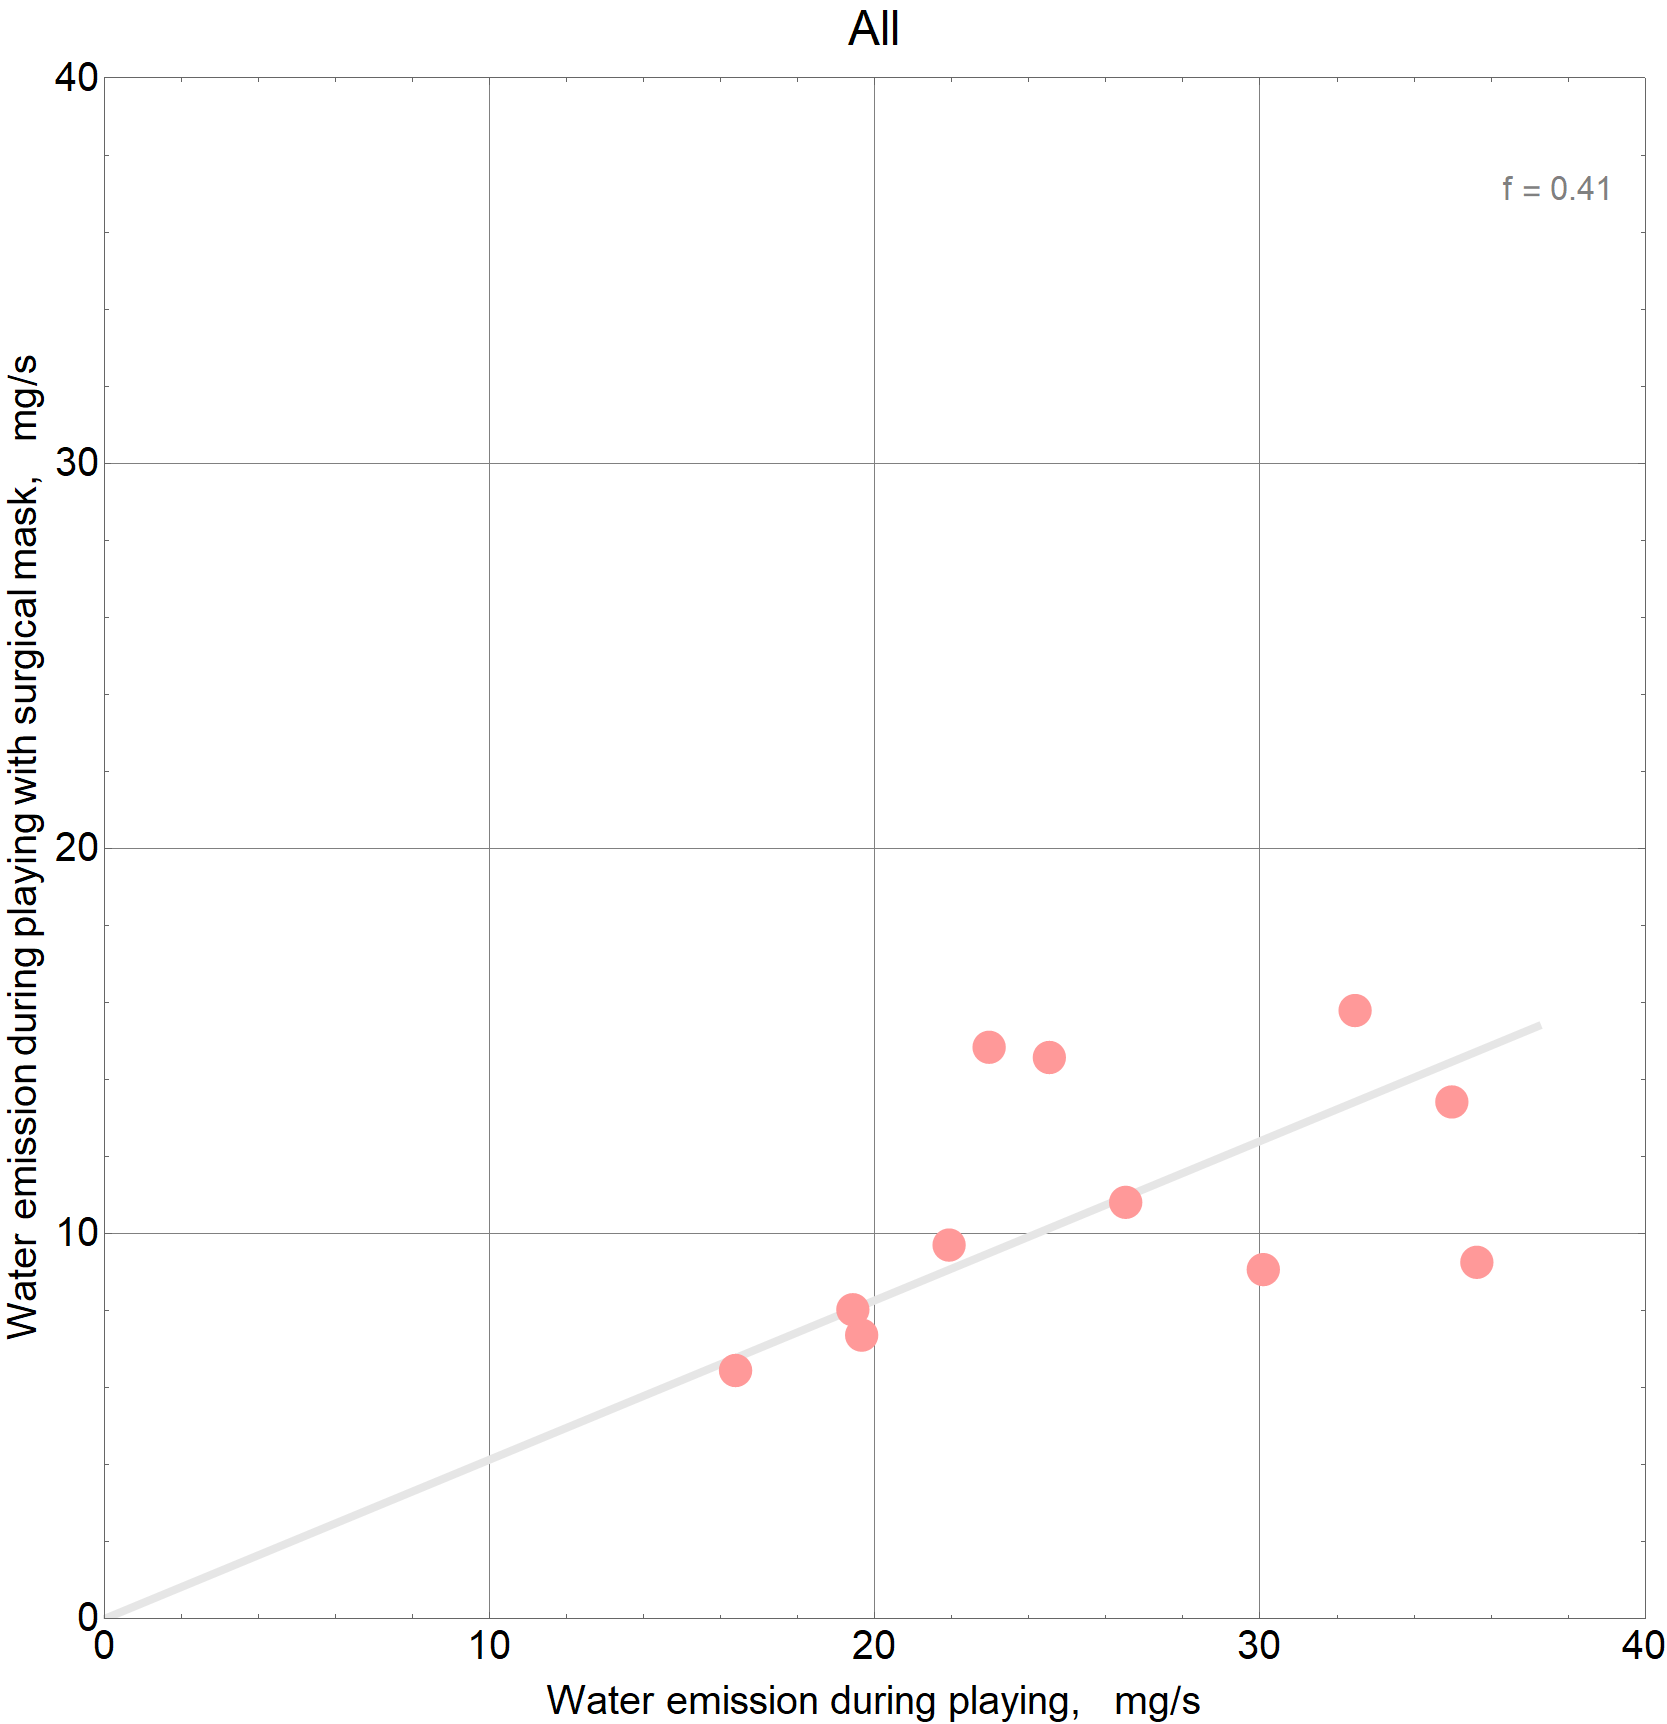 All
40
f = 0.41
30
20
10
0
0 10 20 30 40
Water emission during playing, mg/s
Water emission during playing with surgical mask, mg/s